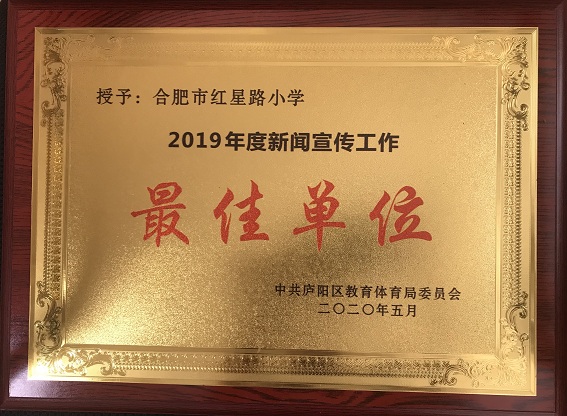 授予：合肥市红星路小学
2019年度新闻宣传工作
最佳单位
中共庐阳区教育体育局委员会
二〇二〇年五月